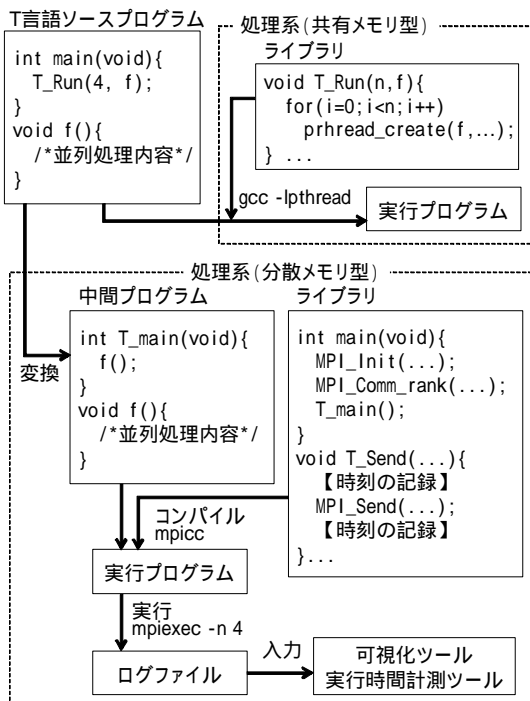 T言語ソースプログラム
int main(void){
T_Run(4, f);
}
void f(){
/*並列処理内容*/
}
処理系(共有メモリ型)
ライブラリ
void T_Run(n,f){
for(i=0;i<n;i++)
prhread_create(f,…);
} ...
gcc -lpthread
実行プログラム
処理系(分散メモリ型)
中間プログラム
int T_main(void){
f();
}
void f(){
/*並列処理内容*/
}
変換
ライブラリ
int main(void){
MPI_Init(...);
MPI_Comm_rank(...);
T_main();
}
void T_Send(...){
【時刻の記録】
MPI_Send(...);
【時刻の記録】
}...
コンパイル
mpicc
実行プログラム
実行
mpiexec -n 4
ログファイル
入力
可視化ツール
実行時間計測ツール